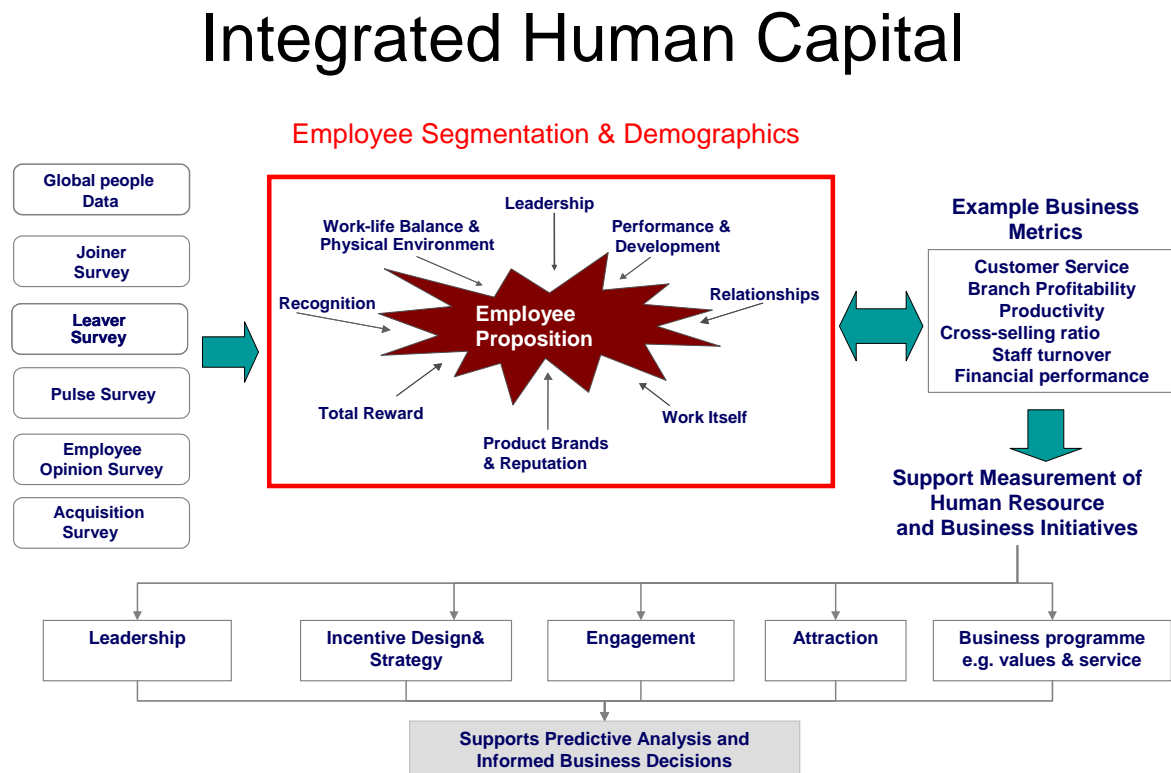 Integrated Human Capital
Employee Segmentation & Demographics
Global people
Data
Joiner
Survey
Leaver
Survey
Pulse Survey
Employee
Opinion Survey
Acquisition
Survey
Leadership
Work-life Balance &
Physical Environment
Performance &
Development
Recognition
Relationships
Employee
Proposition
Total Reward
Work Itself
Product Brands
& Reputation
Example Business
Metrics
Customer Service
Branch Profitability
Productivity
Cross-selling ratio
Staff turnover
Financial performance
Support Measurement of
Human Resource
and Business Initiatives
Leadership
Incentive Design&
Strategy
Engagement
Attraction
Business programme
e.g. values & service
Supports Predictive Analysis and
Informed Business Decisions